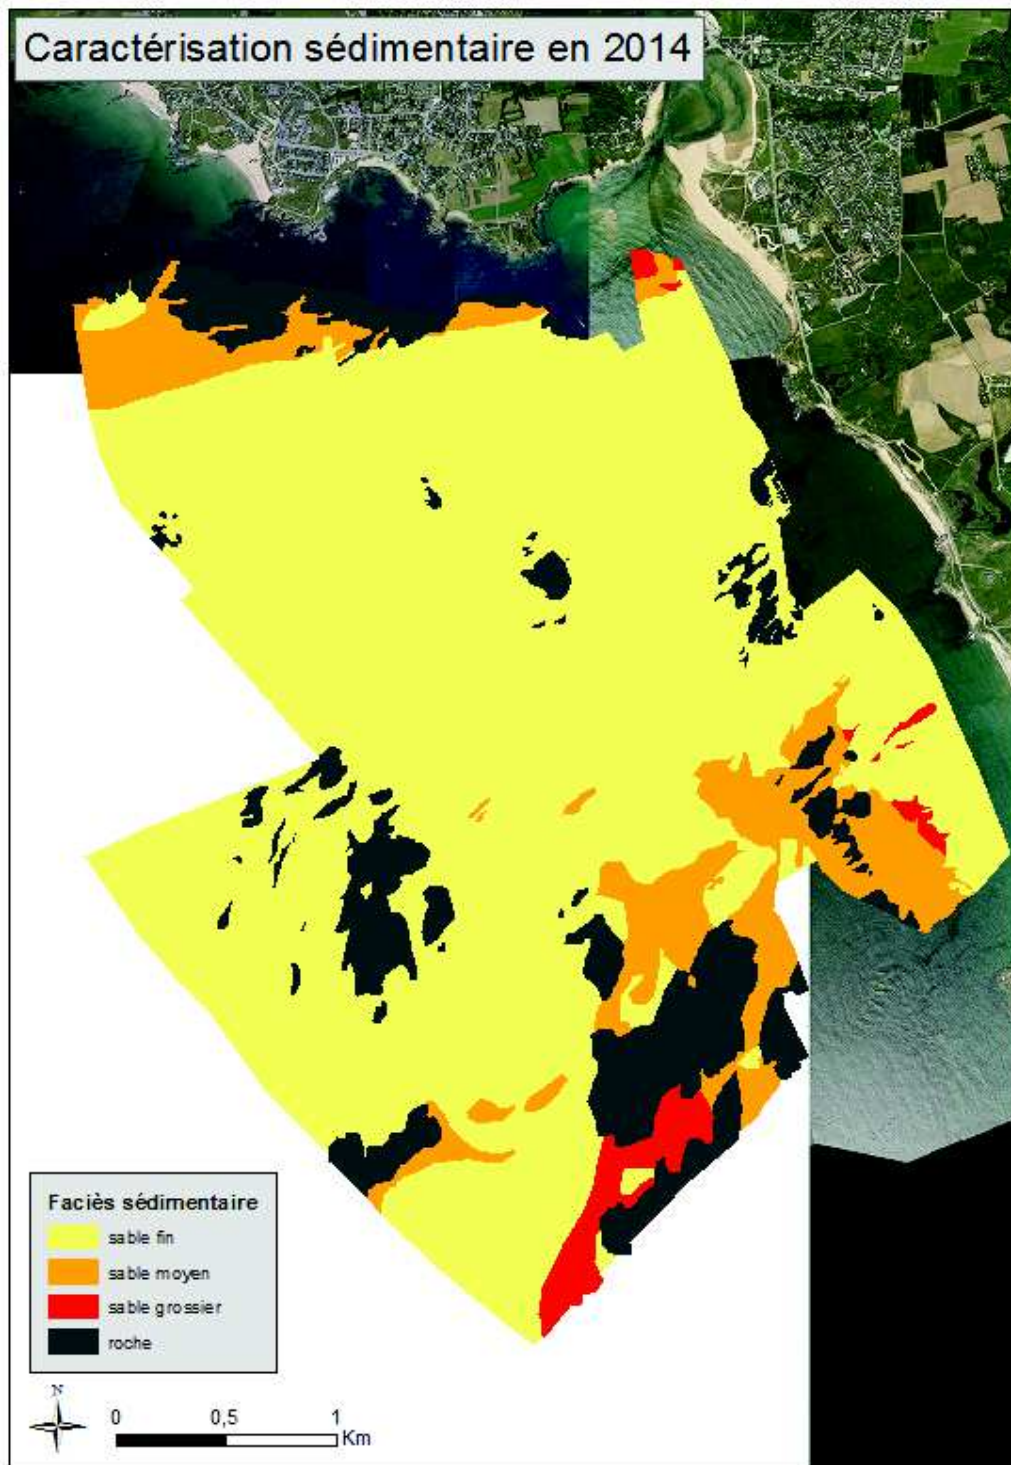 Caractérisation sédimentaire en 2014
Faciès sédimentaire
sable fin
sable moyen
sable grossier
roche
N
0 0,5 1
Km